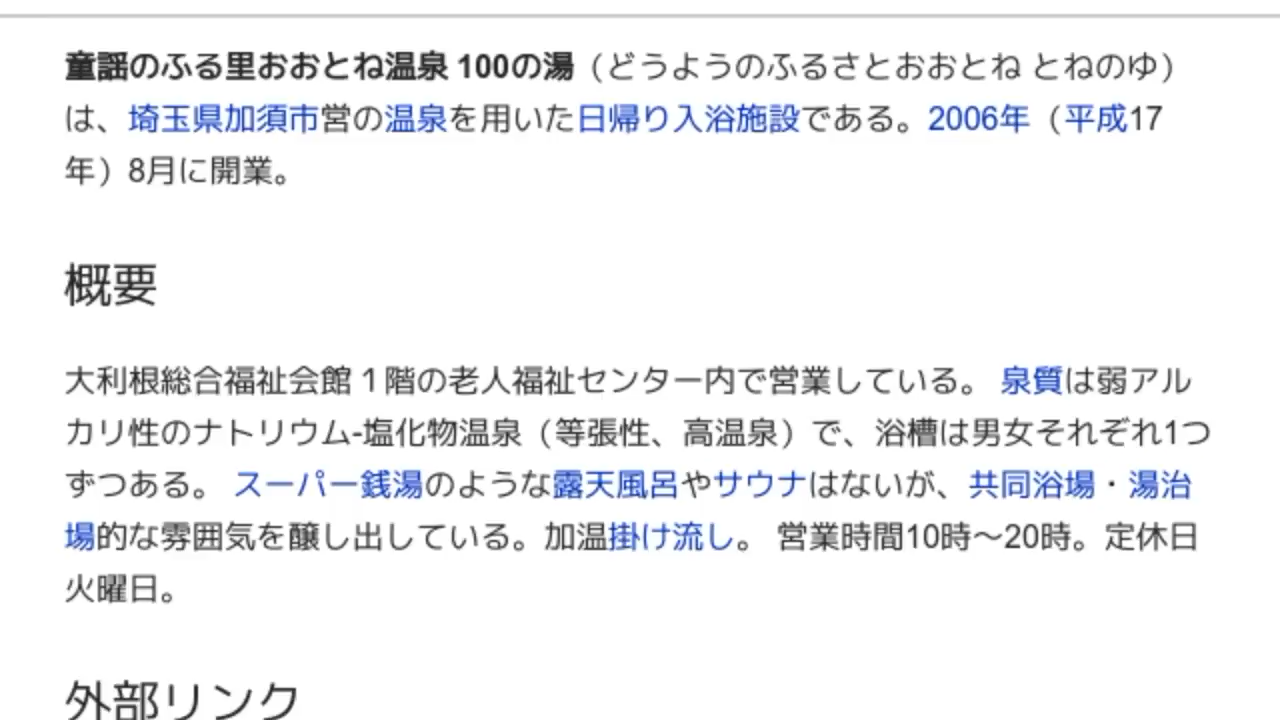 童謡のふる里おおとね温泉 100の湯（どうようのふるさとおおとね とねのゆ）
は、埼玉県加須市営の温泉を用いた日帰り入浴施設である。2006年（平成17
年）8月に開業。
概要
大利根総合福祉会館１階の老人福祉センター内で営業している。 泉質は弱アル
カリ性のナトリウム-塩化物温泉（等張性、高温泉）で、浴槽は男女それぞれ1つ
ずつある。 スーパー銭湯のような露天風呂やサウナはないが、共同浴場・湯治
場的な雰囲気を醸し出している。加温掛け流し。 営業時間10時〜20時。定休日
火曜日。
外部リンク